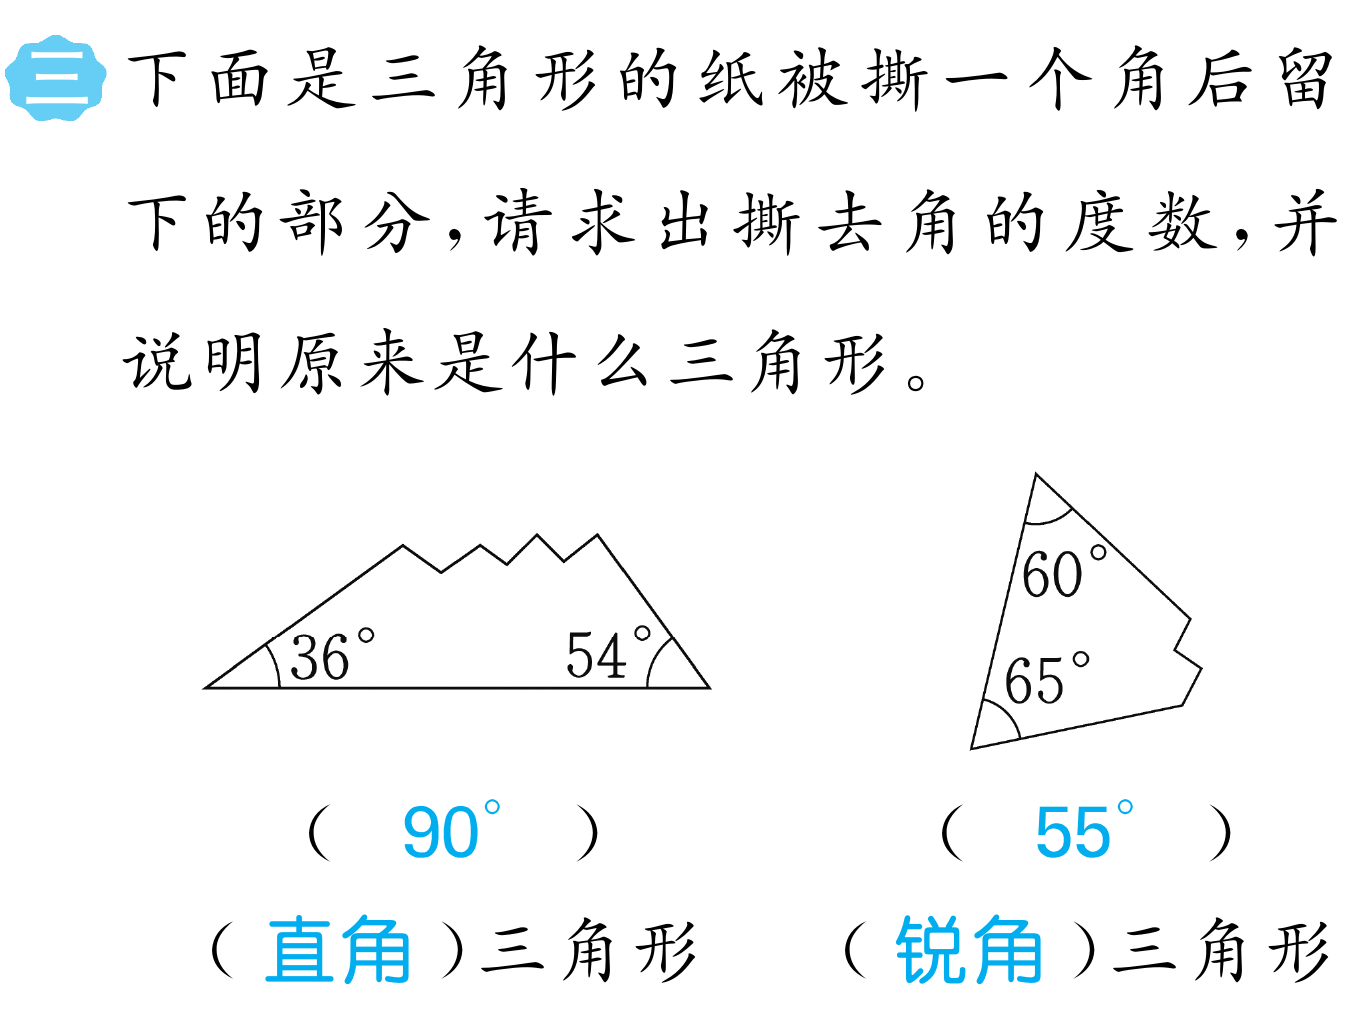 三 下面是三角形的纸被撕一个角后留
下的部分,请求出撕去角的度数,并
说明原来是什么三角形。
36° 54° 60°
65°
( 90° ) ( 55° )
( 直角 )三角形 ( 锐角 )三角形